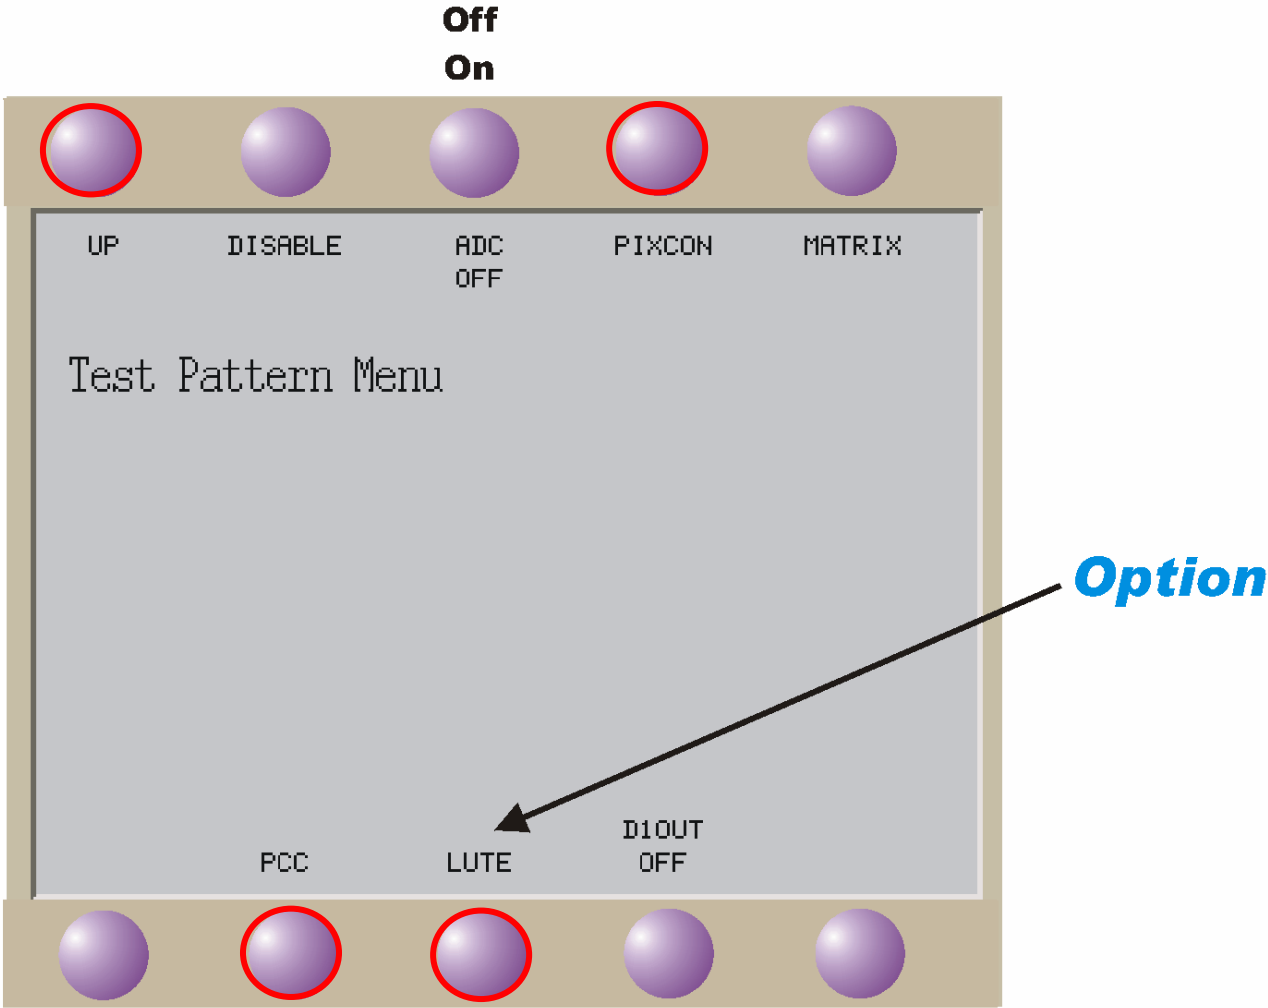 Off
On
UP DISABLE ADC PIXCON MATRIX
OFF
Test Pattern Menu
Option
D1OUT
PCC LUTE OFF